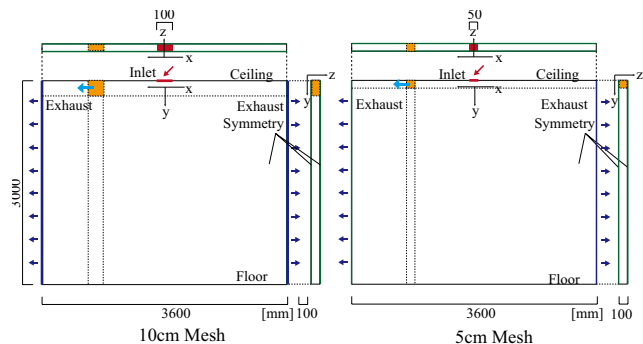 100
z
x
Inlet
Ceiling
x
z
Exhaust
y
y
Exhaust
Symmetry
3000
Floor
3600
[mm]
100
10cm Mesh
50
z
x
Inlet
Ceiling
x
z
Exhaust
y
y
Exhaust
Symmetry
Floor
3600
[mm]
100
5cm Mesh